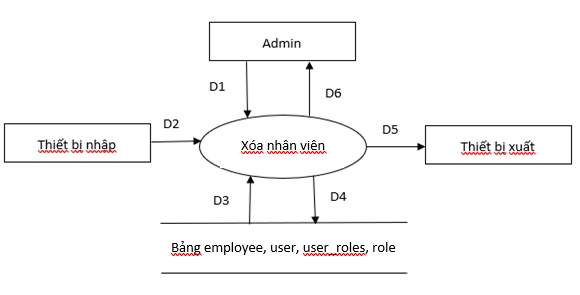 Admin
D1
D6
D2
D5
Thiết bị nhập
Xóa nhân viên
Thiết bị xuất
D3
D4
Bảng employee, user, user_roles, role